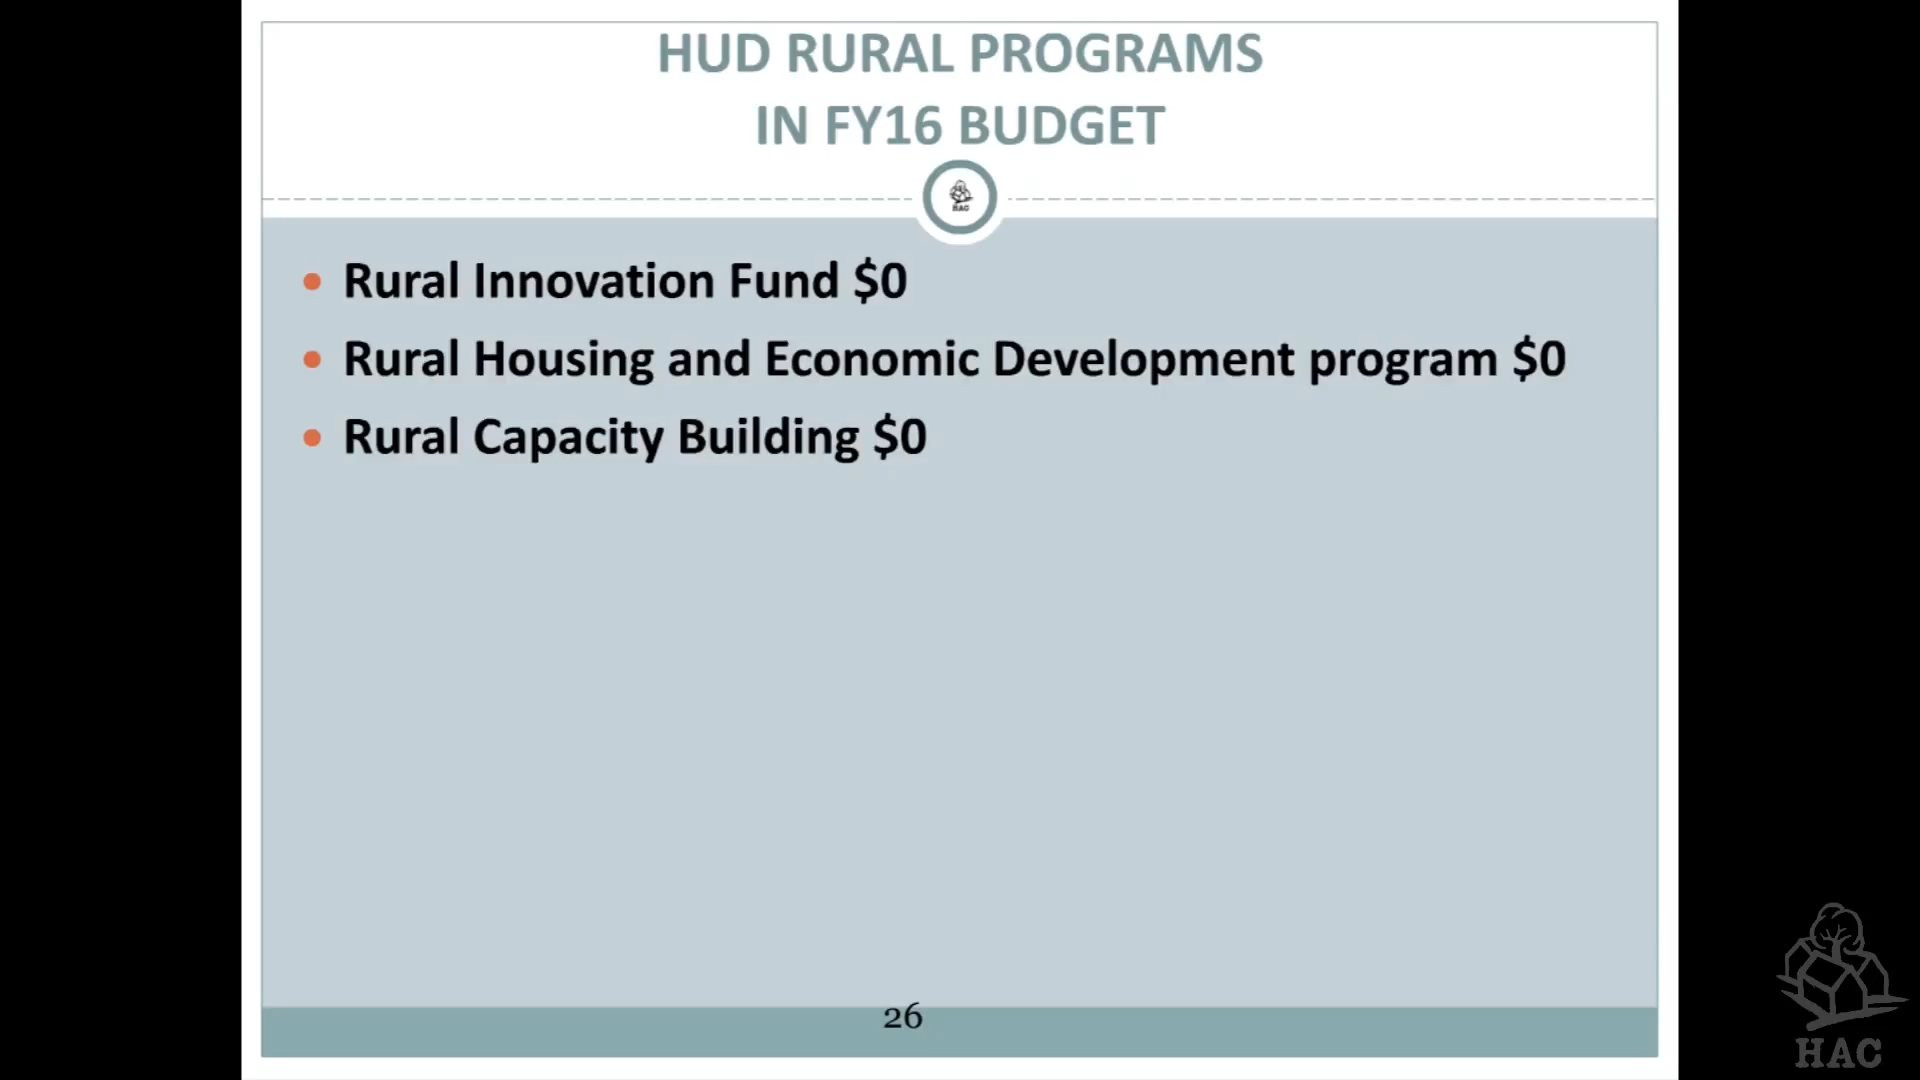 HUD RURAL PROGRAMS
IN FY16 BUDGET
HAC
• Rural Innovation Fund $0
• Rural Housing and Economic Development program $0
• Rural Capacity Building $0
26
HAC